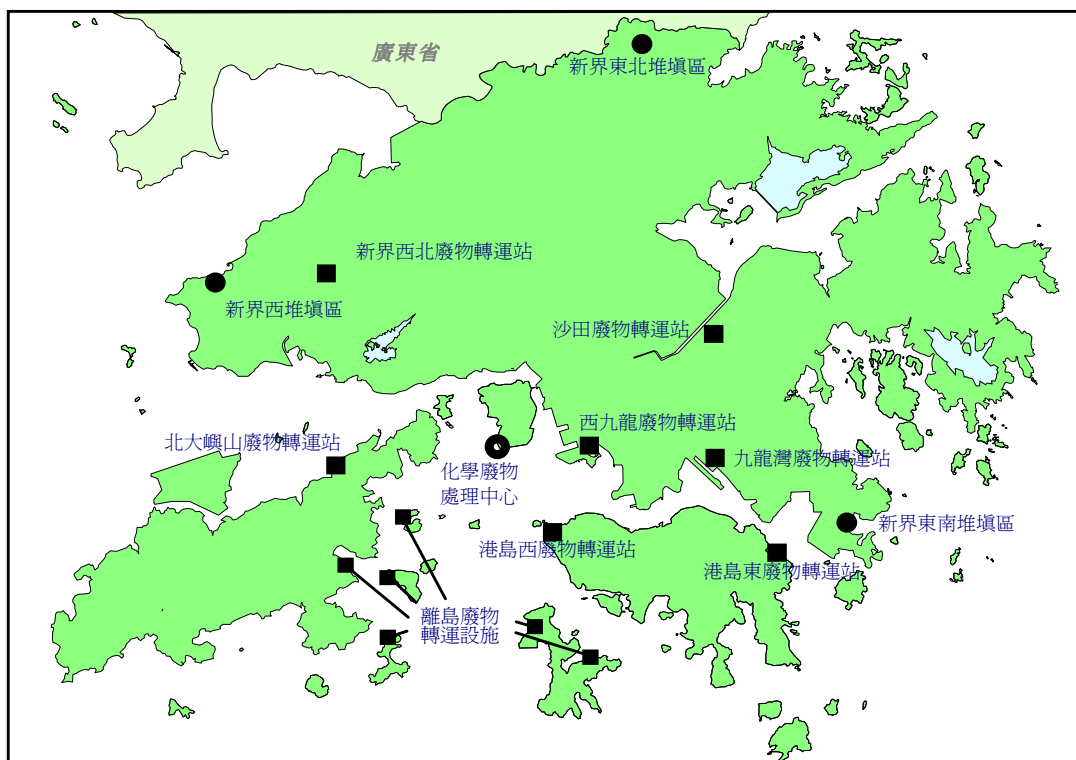 廣東省
新界東北堆填區
新界西北廢物轉運站
新界西堆填區
沙田廢物轉運站
西九龍廢物轉運站
北大嶼山廢物轉運站
九龍灣廢物轉運站
化學廢物
處理中心
新界東南堆填區
港島西廢物轉運站
港島東廢物轉運站
離島廢物
轉運設施